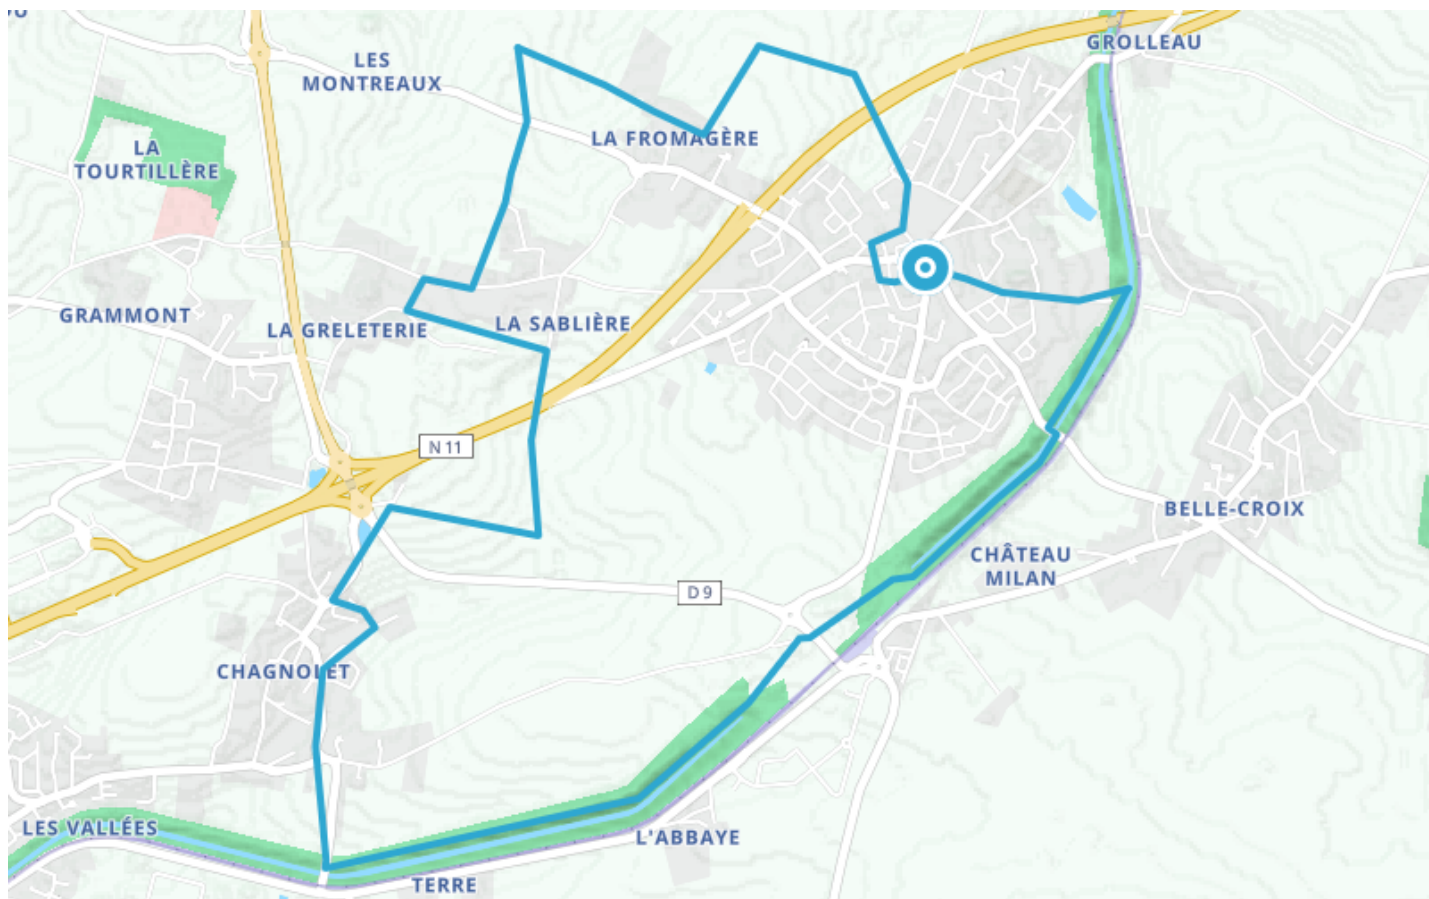 GROLLEAU
LES
MONTREAUX
LA FROMAGÈRE
LA
TOURTILLÈRE
GRAMMONT
LA GRELETERIE
LA SABLIÈRE
N 11
BELLE-CROIX
CHÂTEAU
MILAN
D 9
CHAGNOLET
LES VALLÉES
L'ABBAYE
TERRE